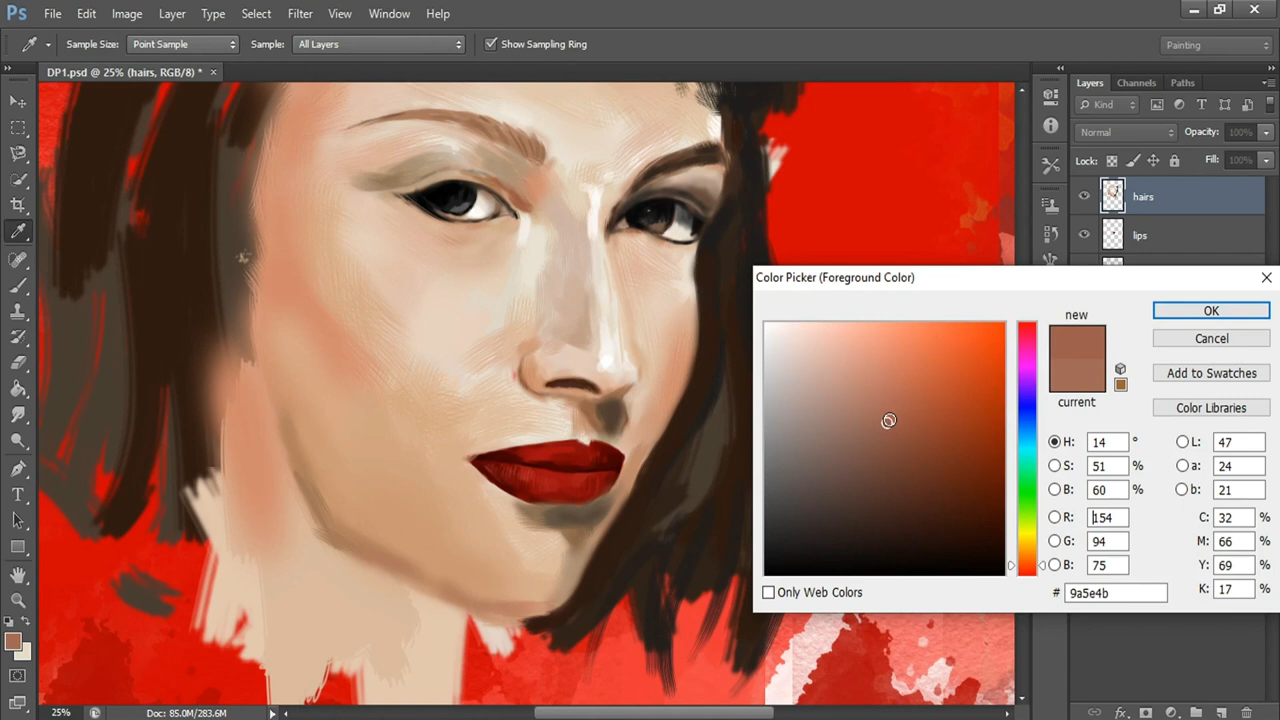 Ps File Edit Image Layer Type Select Filter View Window Help
Sample Size: Point Sample Sample: All Layers Show Sampling Ring Painting
DP1.psd @ 25% (hairs, RGB/8) * ×
Layers Channels Paths
Kind
Normal Opacity: 100%
Lock: Fill: 100%
hairs
lips
Color Picker (Foreground Color)
new
current
OK
Cancel
Add to Swatches
Color Libraries
H: 14 ° L: 47
S: 51 % a: 24
B: 60 % b: 21
R: 154 C: 32 %
G: 94 M: 66 %
B: 75 Y: 69 %
# 9a5e4b K: 17 %
Only Web Colors
25% Doc: 85.0M/283.6M